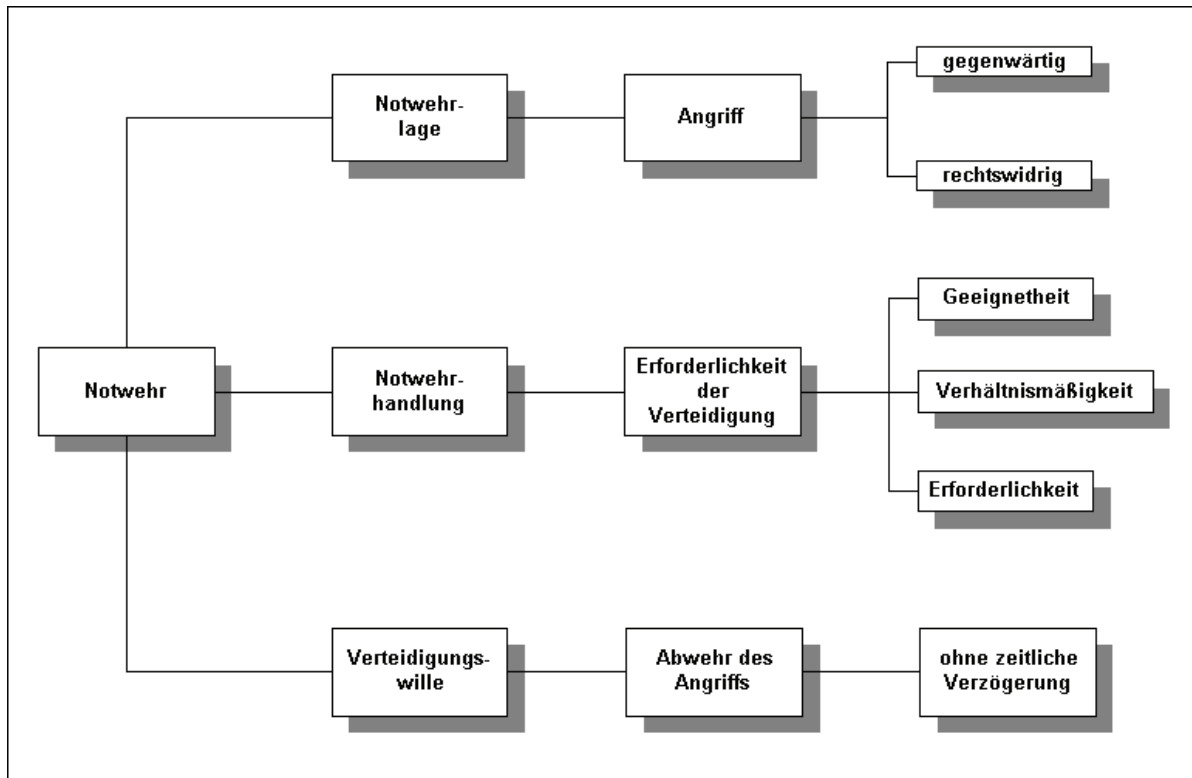 Notwehr
Notwehr-
lage
Angriff
gegenwärtig
rechtswidrig
Notwehr-
handlung
Erforderlichkeit
der
Verteidigung
Geeignetheit
Verhältnismäßigkeit
Erforderlichkeit
Verteidigungs-
wille
Abwehr des
Angriffs
ohne zeitliche
Verzögerung